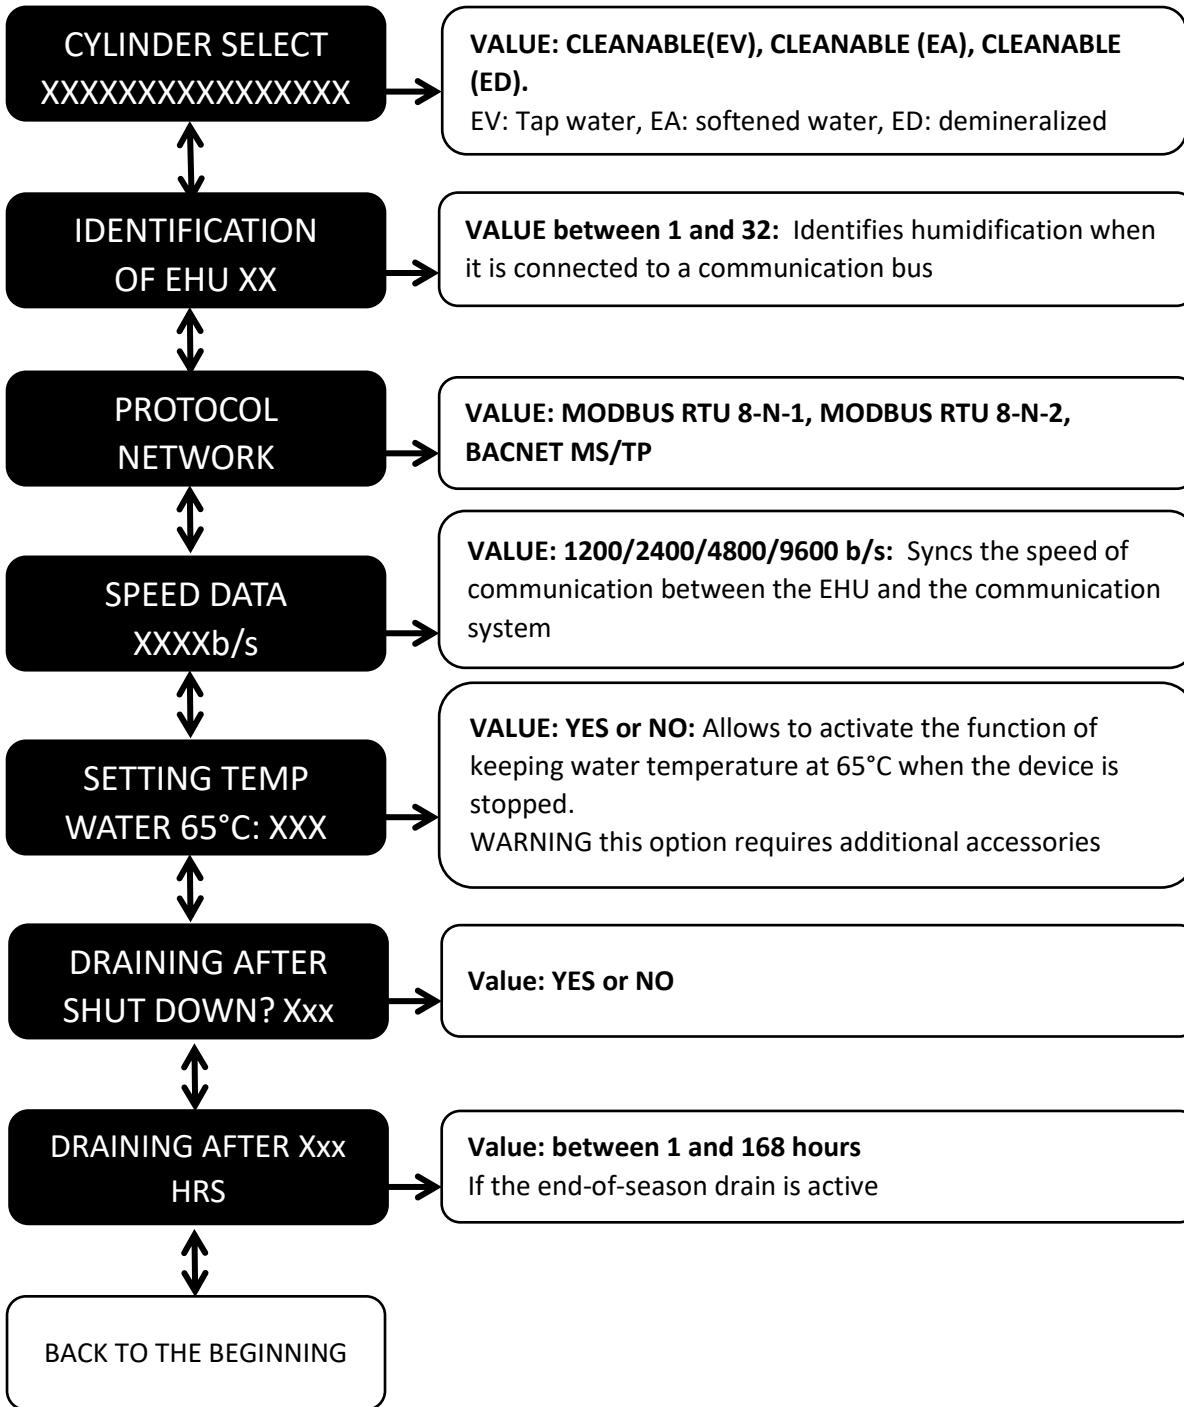 CYLINDER SELECT
XXXXXXXXXXXXXXXX
VALUE: CLEANABLE(EV), CLEANABLE (EA), CLEANABLE
(ED).
EV: Tap water, EA: softened water, ED: demineralized
IDENTIFICATION
OF EHU XX
VALUE between 1 and 32: Identifies humidification when
it is connected to a communication bus
PROTOCOL
NETWORK
VALUE: MODBUS RTU 8-N-1, MODBUS RTU 8-N-2,
BACNET MS/TP
SPEED DATA
XXXXb/s
VALUE: 1200/2400/4800/9600 b/s: Syncs the speed of
communication between the EHU and the communication
system
SETTING TEMP
WATER 65°C: XXX
VALUE: YES or NO: Allows to activate the function of
keeping water temperature at 65°C when the device is
stopped.
WARNING this option requires additional accessories
DRAINING AFTER
SHUT DOWN? Xxx
Value: YES or NO
DRAINING AFTER Xxx
HRS
Value: between 1 and 168 hours
If the end-of-season drain is active
BACK TO THE BEGINNING